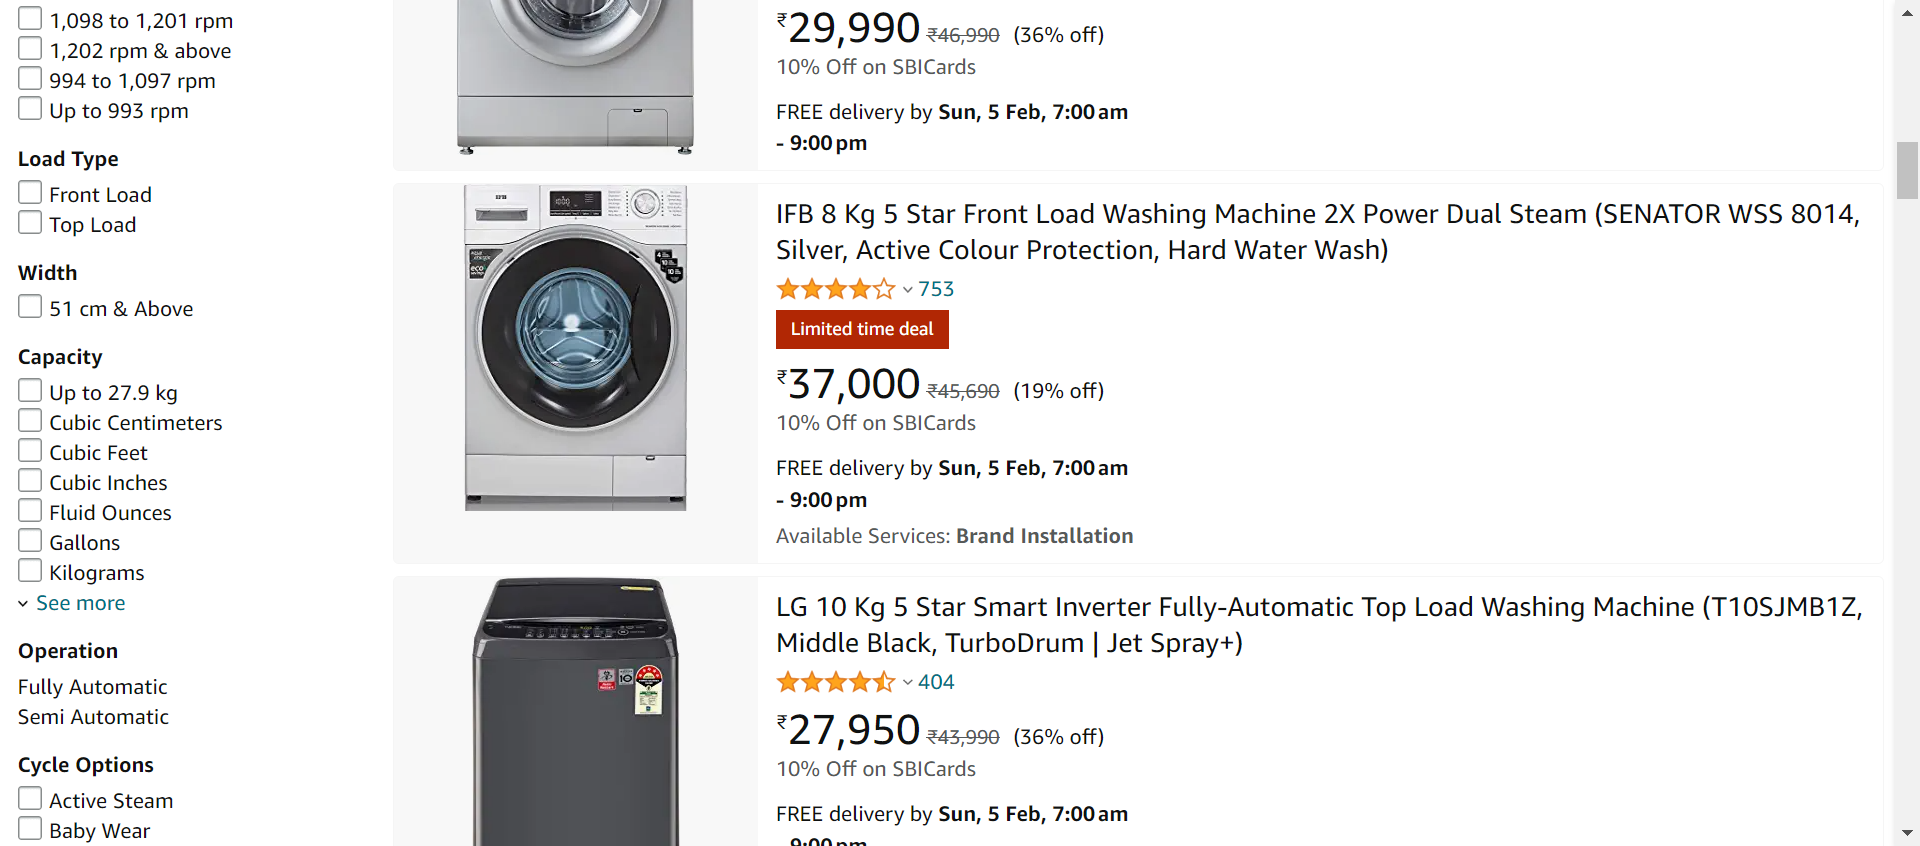 1,098 to 1,201 rpm
1,202 rpm & above
994 to 1,097 rpm
Up to 993 rpm
Load Type
Front Load
Top Load
Width
51 cm & Above
Capacity
Up to 27.9 kg
Cubic Centimeters
Cubic Feet
Cubic Inches
Fluid Ounces
Gallons
Kilograms
See more
Operation
Fully Automatic
Semi Automatic
Cycle Options
Active Steam
Baby Wear
₹29,990 ₹46,990 (36% off)
10% Off on SBICards
FREE delivery by Sun, 5 Feb, 7:00 am
- 9:00 pm
IFB
eco
4
10
10
IFB 8 Kg 5 Star Front Load Washing Machine 2X Power Dual Steam (SENATOR WSS 8014,
Silver, Active Colour Protection, Hard Water Wash)
753
Limited time deal
₹37,000 ₹45,690 (19% off)
10% Off on SBICards
FREE delivery by Sun, 5 Feb, 7:00 am
- 9:00 pm
Available Services: Brand Installation
10
LG 10 Kg 5 Star Smart Inverter Fully-Automatic Top Load Washing Machine (T10SJMB1Z,
Middle Black, TurboDrum | Jet Spray+)
404
₹27,950 ₹43,990 (36% off)
10% Off on SBICards
FREE delivery by Sun, 5 Feb, 7:00 am
- 9:00 pm